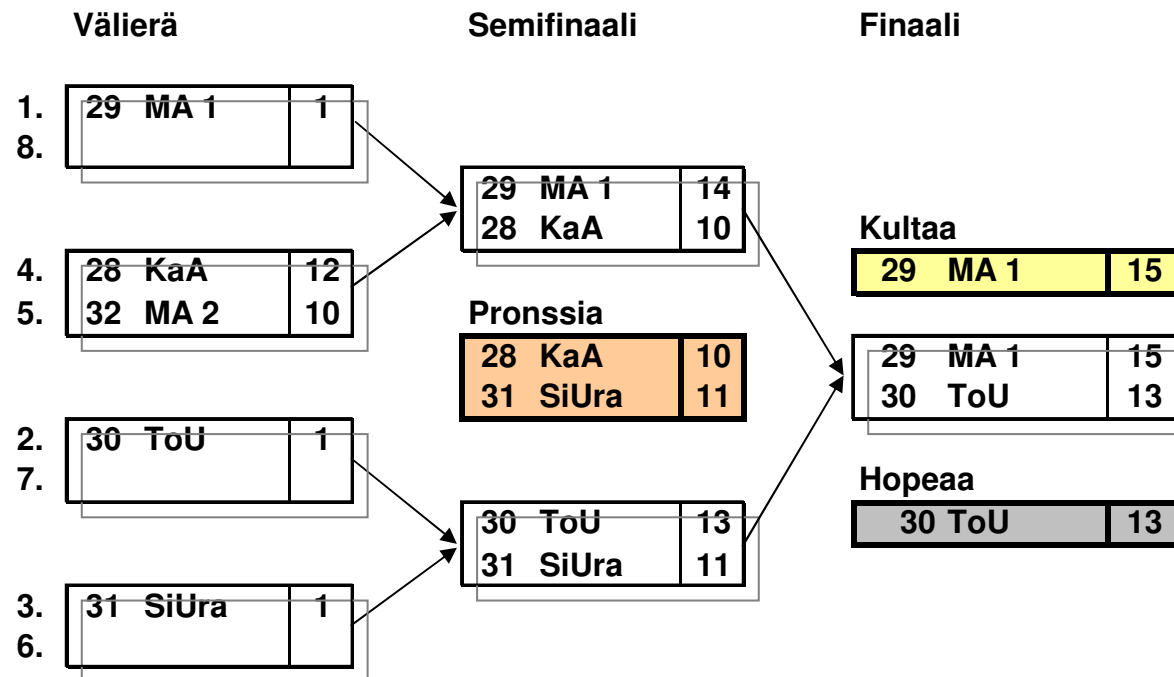 Välierä Semifinaali Finaali
1. 29 MA 1 1
8.
29 MA 1 14
28 KaA 10
4. 28 KaA 12
5. 32 MA 2 10
Kultaa
29 MA 1 15
Pronssia
28 KaA 10
31 SiUra 11
29 MA 1 15
30 ToU 13
2. 30 ToU 1
7.
Hopeaa
30 ToU 13
30 ToU 13
31 SiUra 11
3. 31 SiUra 1
6.